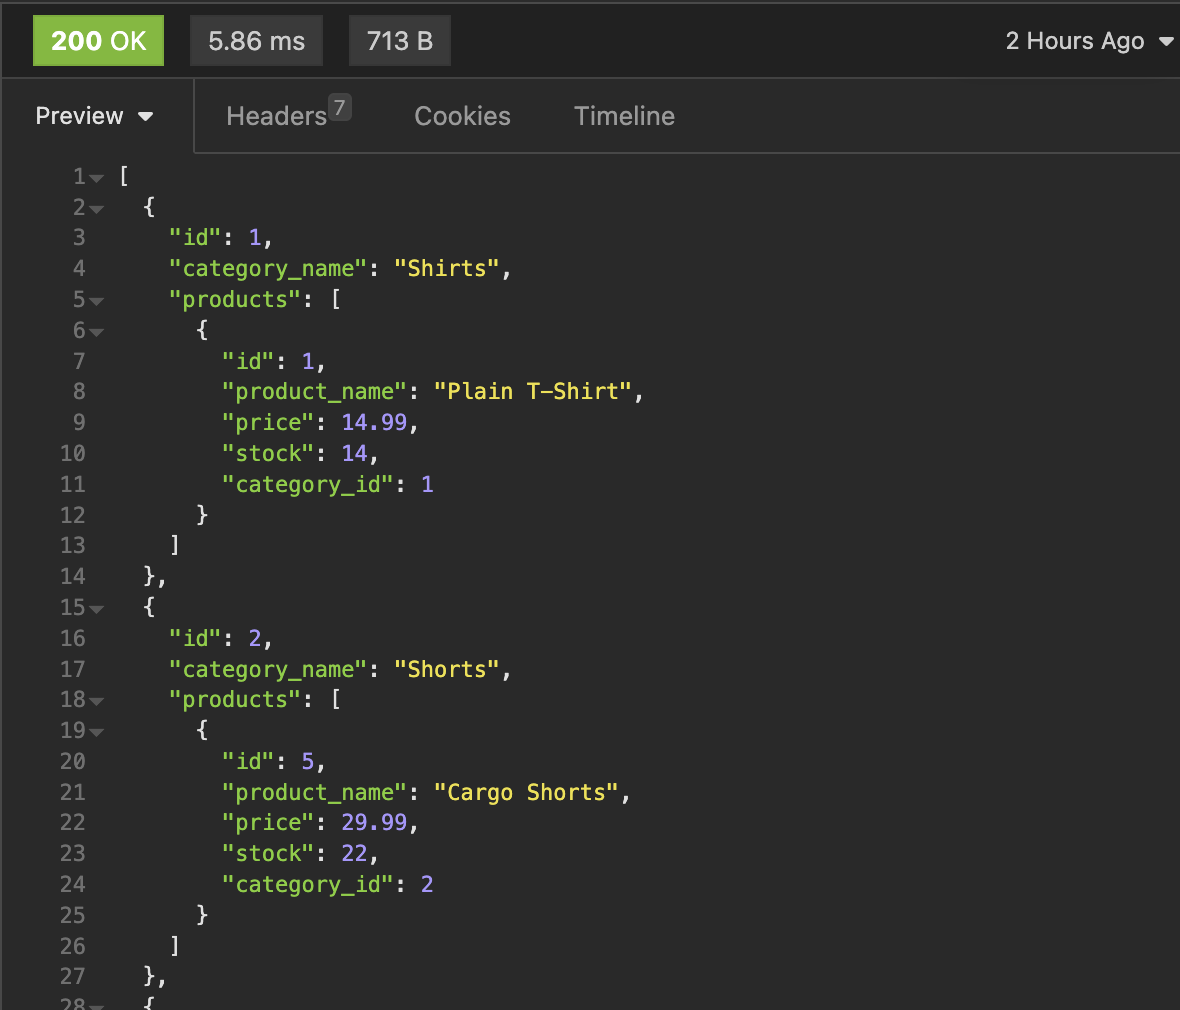 200 OK 5.86 ms 713 B 2 Hours Ago
Preview Headers 7 Cookies Timeline
1 [
2 {
3 "id": 1,
4 "category_name": "Shirts",
5 "products": [
6 {
7 "id": 1,
8 "product_name": "Plain T-Shirt",
9 "price": 14.99,
10 "stock": 14,
11 "category_id": 1
12 }
13 ]
14 },
15 {
16 "id": 2,
17 "category_name": "Shorts",
18 "products": [
19 {
20 "id": 5,
21 "product_name": "Cargo Shorts",
22 "price": 29.99,
23 "stock": 22,
24 "category_id": 2
25 }
26 ]
27 },
28 {